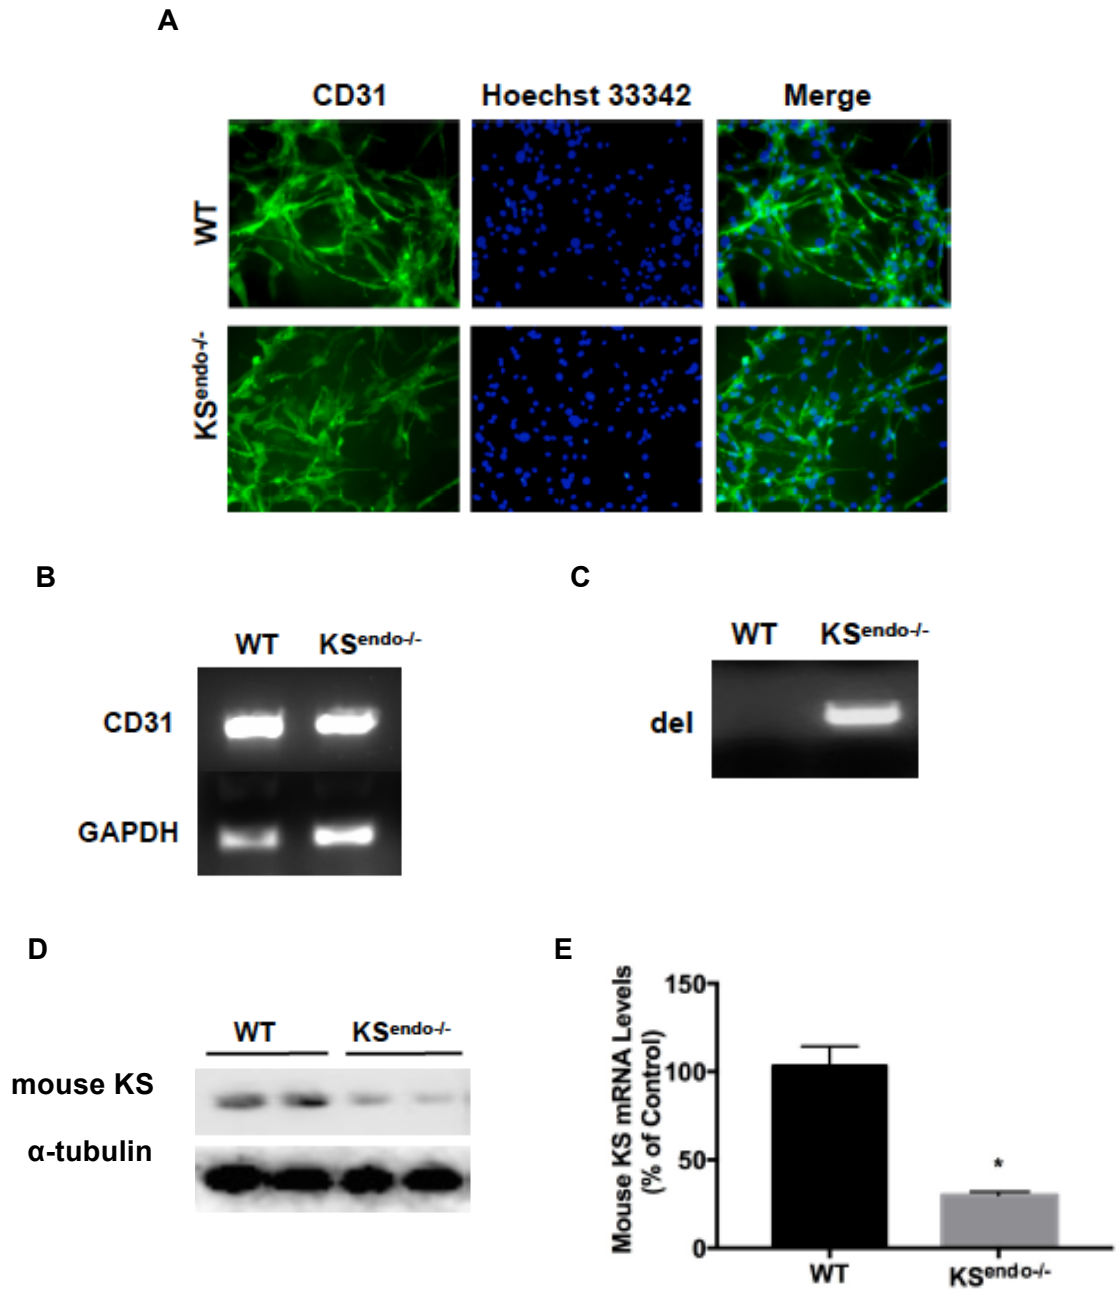 A
CD31 Hoechst 33342 Merge
WT
KSendo-/-
B
C
WT KSendo-/-
CD31
GAPDH
WT KSendo-/-
del
D
E
WT KSendo-/-
mouse KS
α-tubulin
Mouse KS mRNA Levels
(% of Control)
150
100
50
0
*
WT KSendo-/-